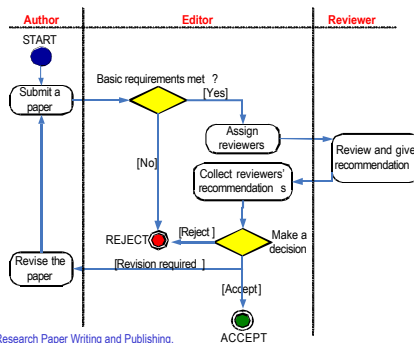 Author
Editor
Reviewer
START
Basic requirements met ?
Submit a
paper
[Yes]
Assign
reviewers
Review and give
recommendation
[No]
Collect reviewers'
recommendation s
REJECT
[Reject ]
Make a
decision
Revise the
paper
[Revision required ]
[Accept]
ACCEPT
Research Paper Writing and Publishing.